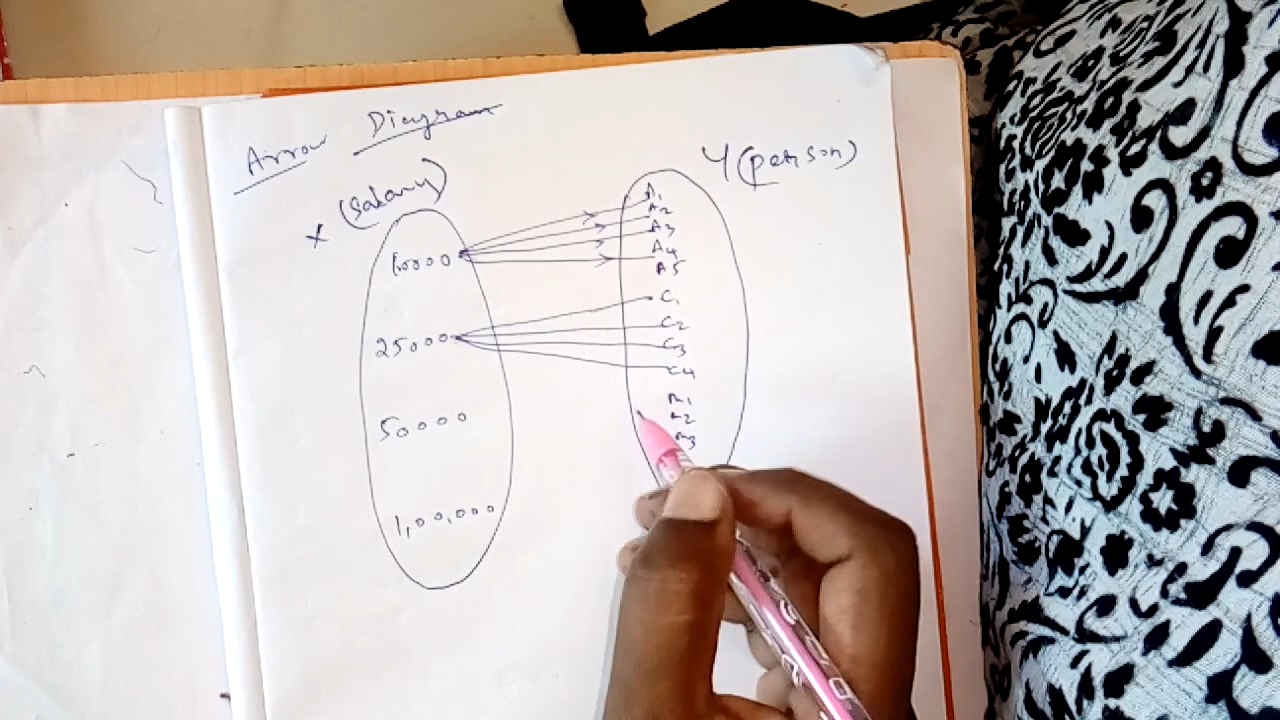 Arrow Diagram
X (Salary)
Y (person)
10000
25000
50000
1,00,000
A1
A2
A3
A4
A5
C1
C2
C3
C4